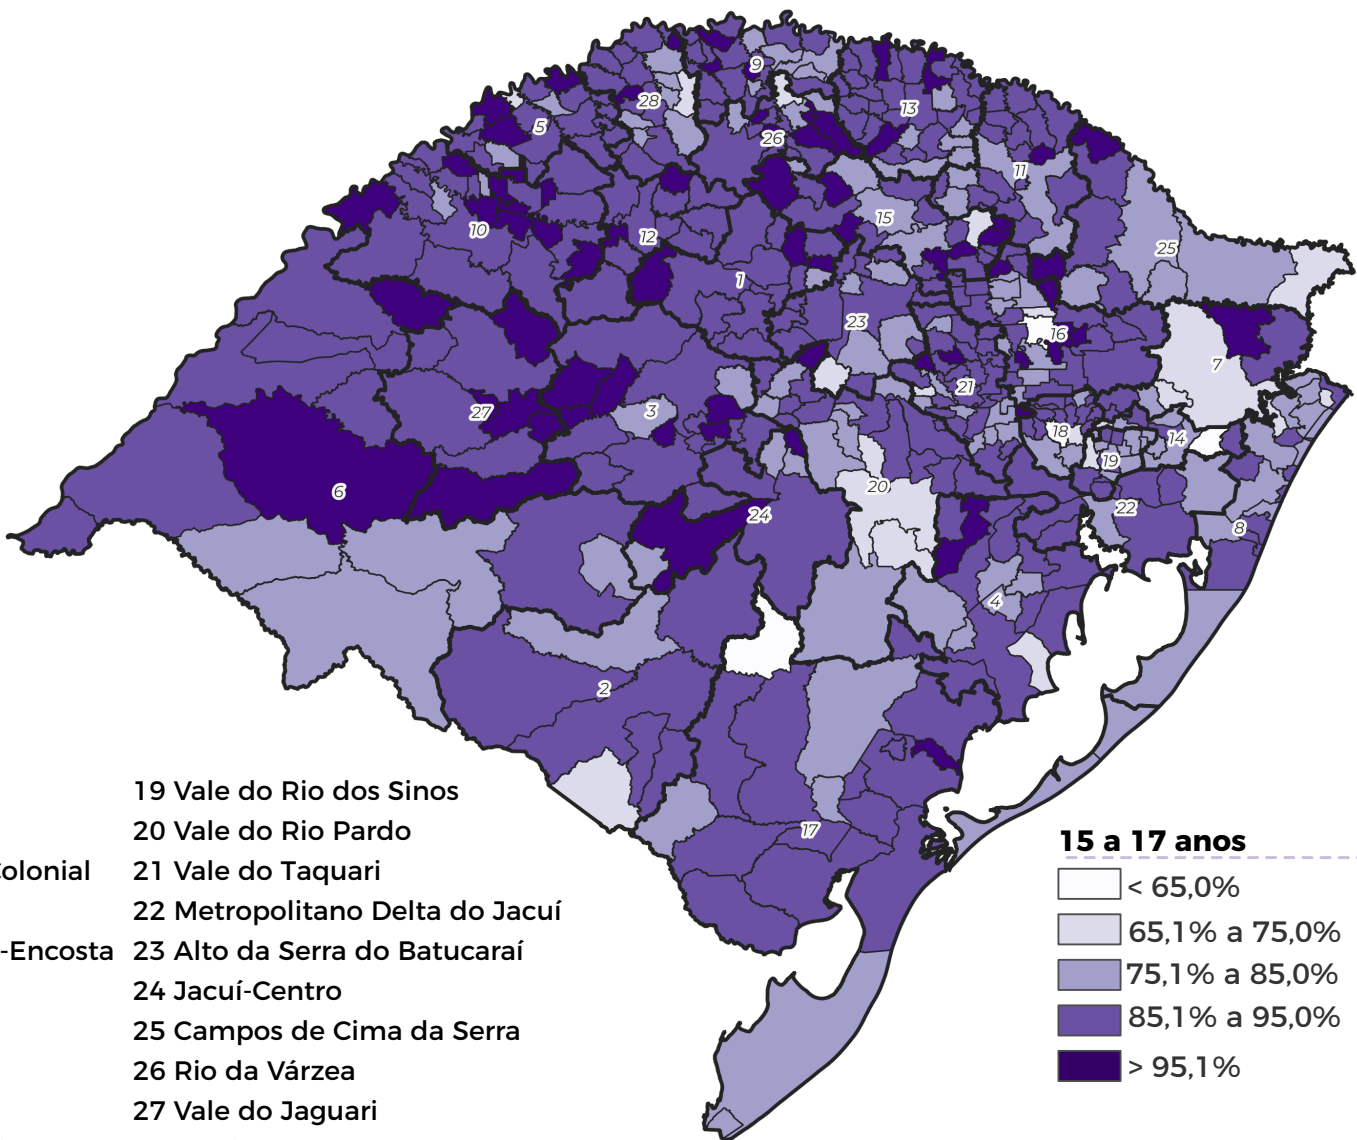 9
28
13
5
26
11
15
10
12
25
1
23
16
7
21
27
3
18
14
19
20
6
24
22
8
4
2
17
19 Vale do Rio dos Sinos
20 Vale do Rio Pardo
Colonial
21 Vale do Taquari
22 Metropolitano Delta do Jacuí
-Encosta
23 Alto da Serra do Batucaraí
24 Jacuí-Centro
25 Campos de Cima da Serra
26 Rio da Várzea
27 Vale do Jaguari
15 a 17 anos
< 65,0%
65,1% a 75,0%
75,1% a 85,0%
85,1% a 95,0%
> 95,1%